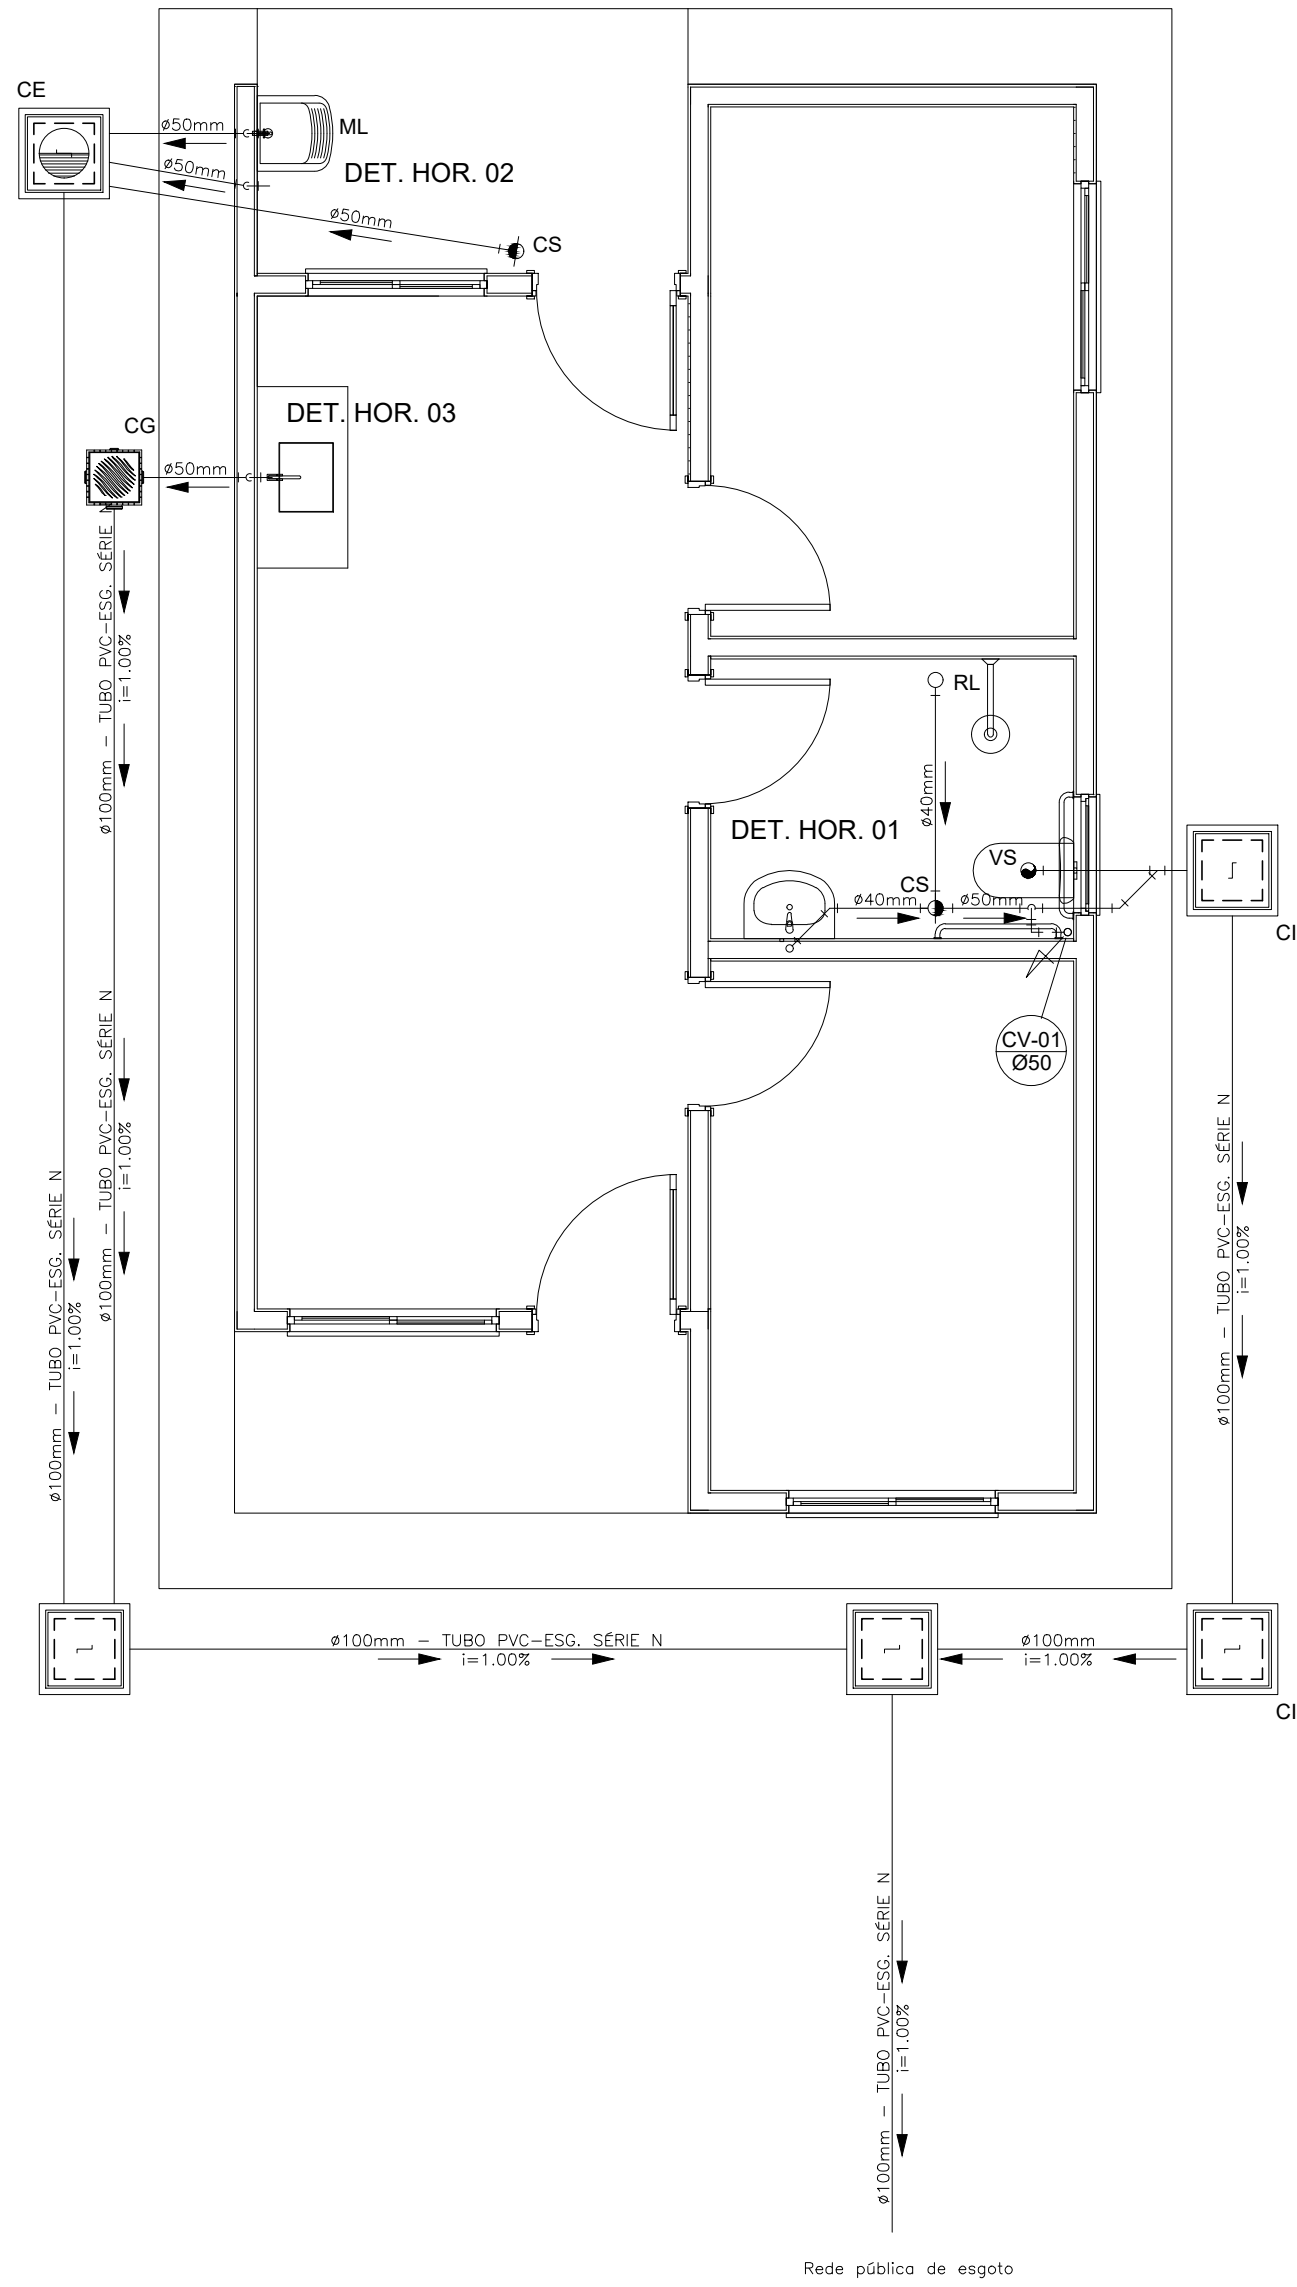 CE
ø50mm
ML
ø50mm
DET. HOR. 02
ø50mm
CS
DET. HOR. 03
CG
ø50mm
ø100mm – TUBO PVC–ESG. SÉRIE N
i=1.00%
RL
ø40mm
DET. HOR. 01
VS
CS
ø40mm
ø50mm
CI
CV-01
Ø50
ø100mm – TUBO PVC–ESG. SÉRIE N
i=1.00%
ø100mm – TUBO PVC–ESG. SÉRIE N
i=1.00%
ø100mm – TUBO PVC–ESG. SÉRIE N
i=1.00%
ø100mm – TUBO PVC–ESG. SÉRIE N
i=1.00%
ø100mm
i=1.00%
CI
ø100mm – TUBO PVC–ESG. SÉRIE N
i=1.00%
Rede pública de esgoto